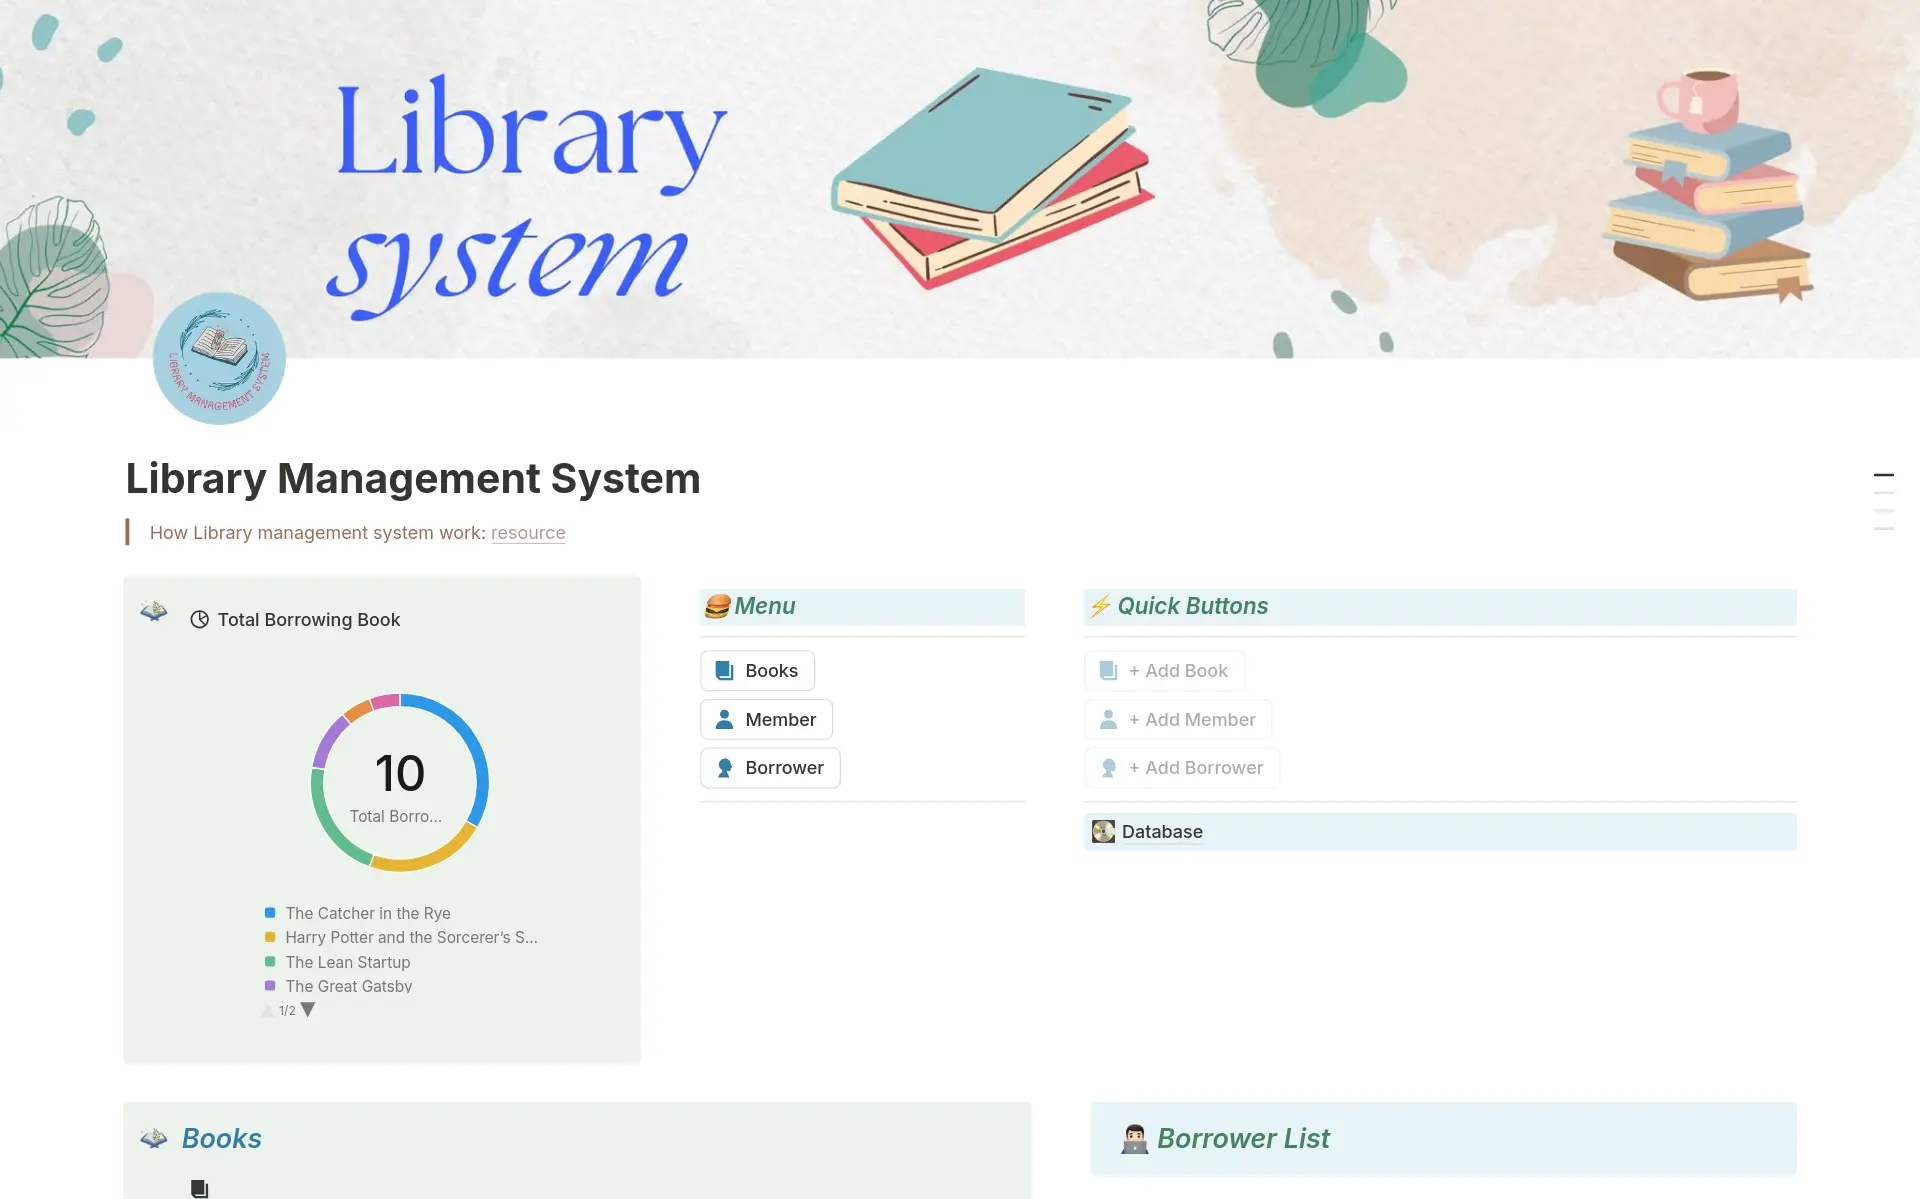 Library
system
LIBRARY MANAGEMENT SYSTEM
Library Management System
How Library management system work: resource
Total Borrowing Book
10
Total Borro...
The Catcher in the Rye
Harry Potter and the Sorcerer's S...
The Lean Startup
The Great Gatsby
1/2
Menu
Books
Member
Borrower
Quick Buttons
+ Add Book
+ Add Member
+ Add Borrower
Database
Books
Borrower List